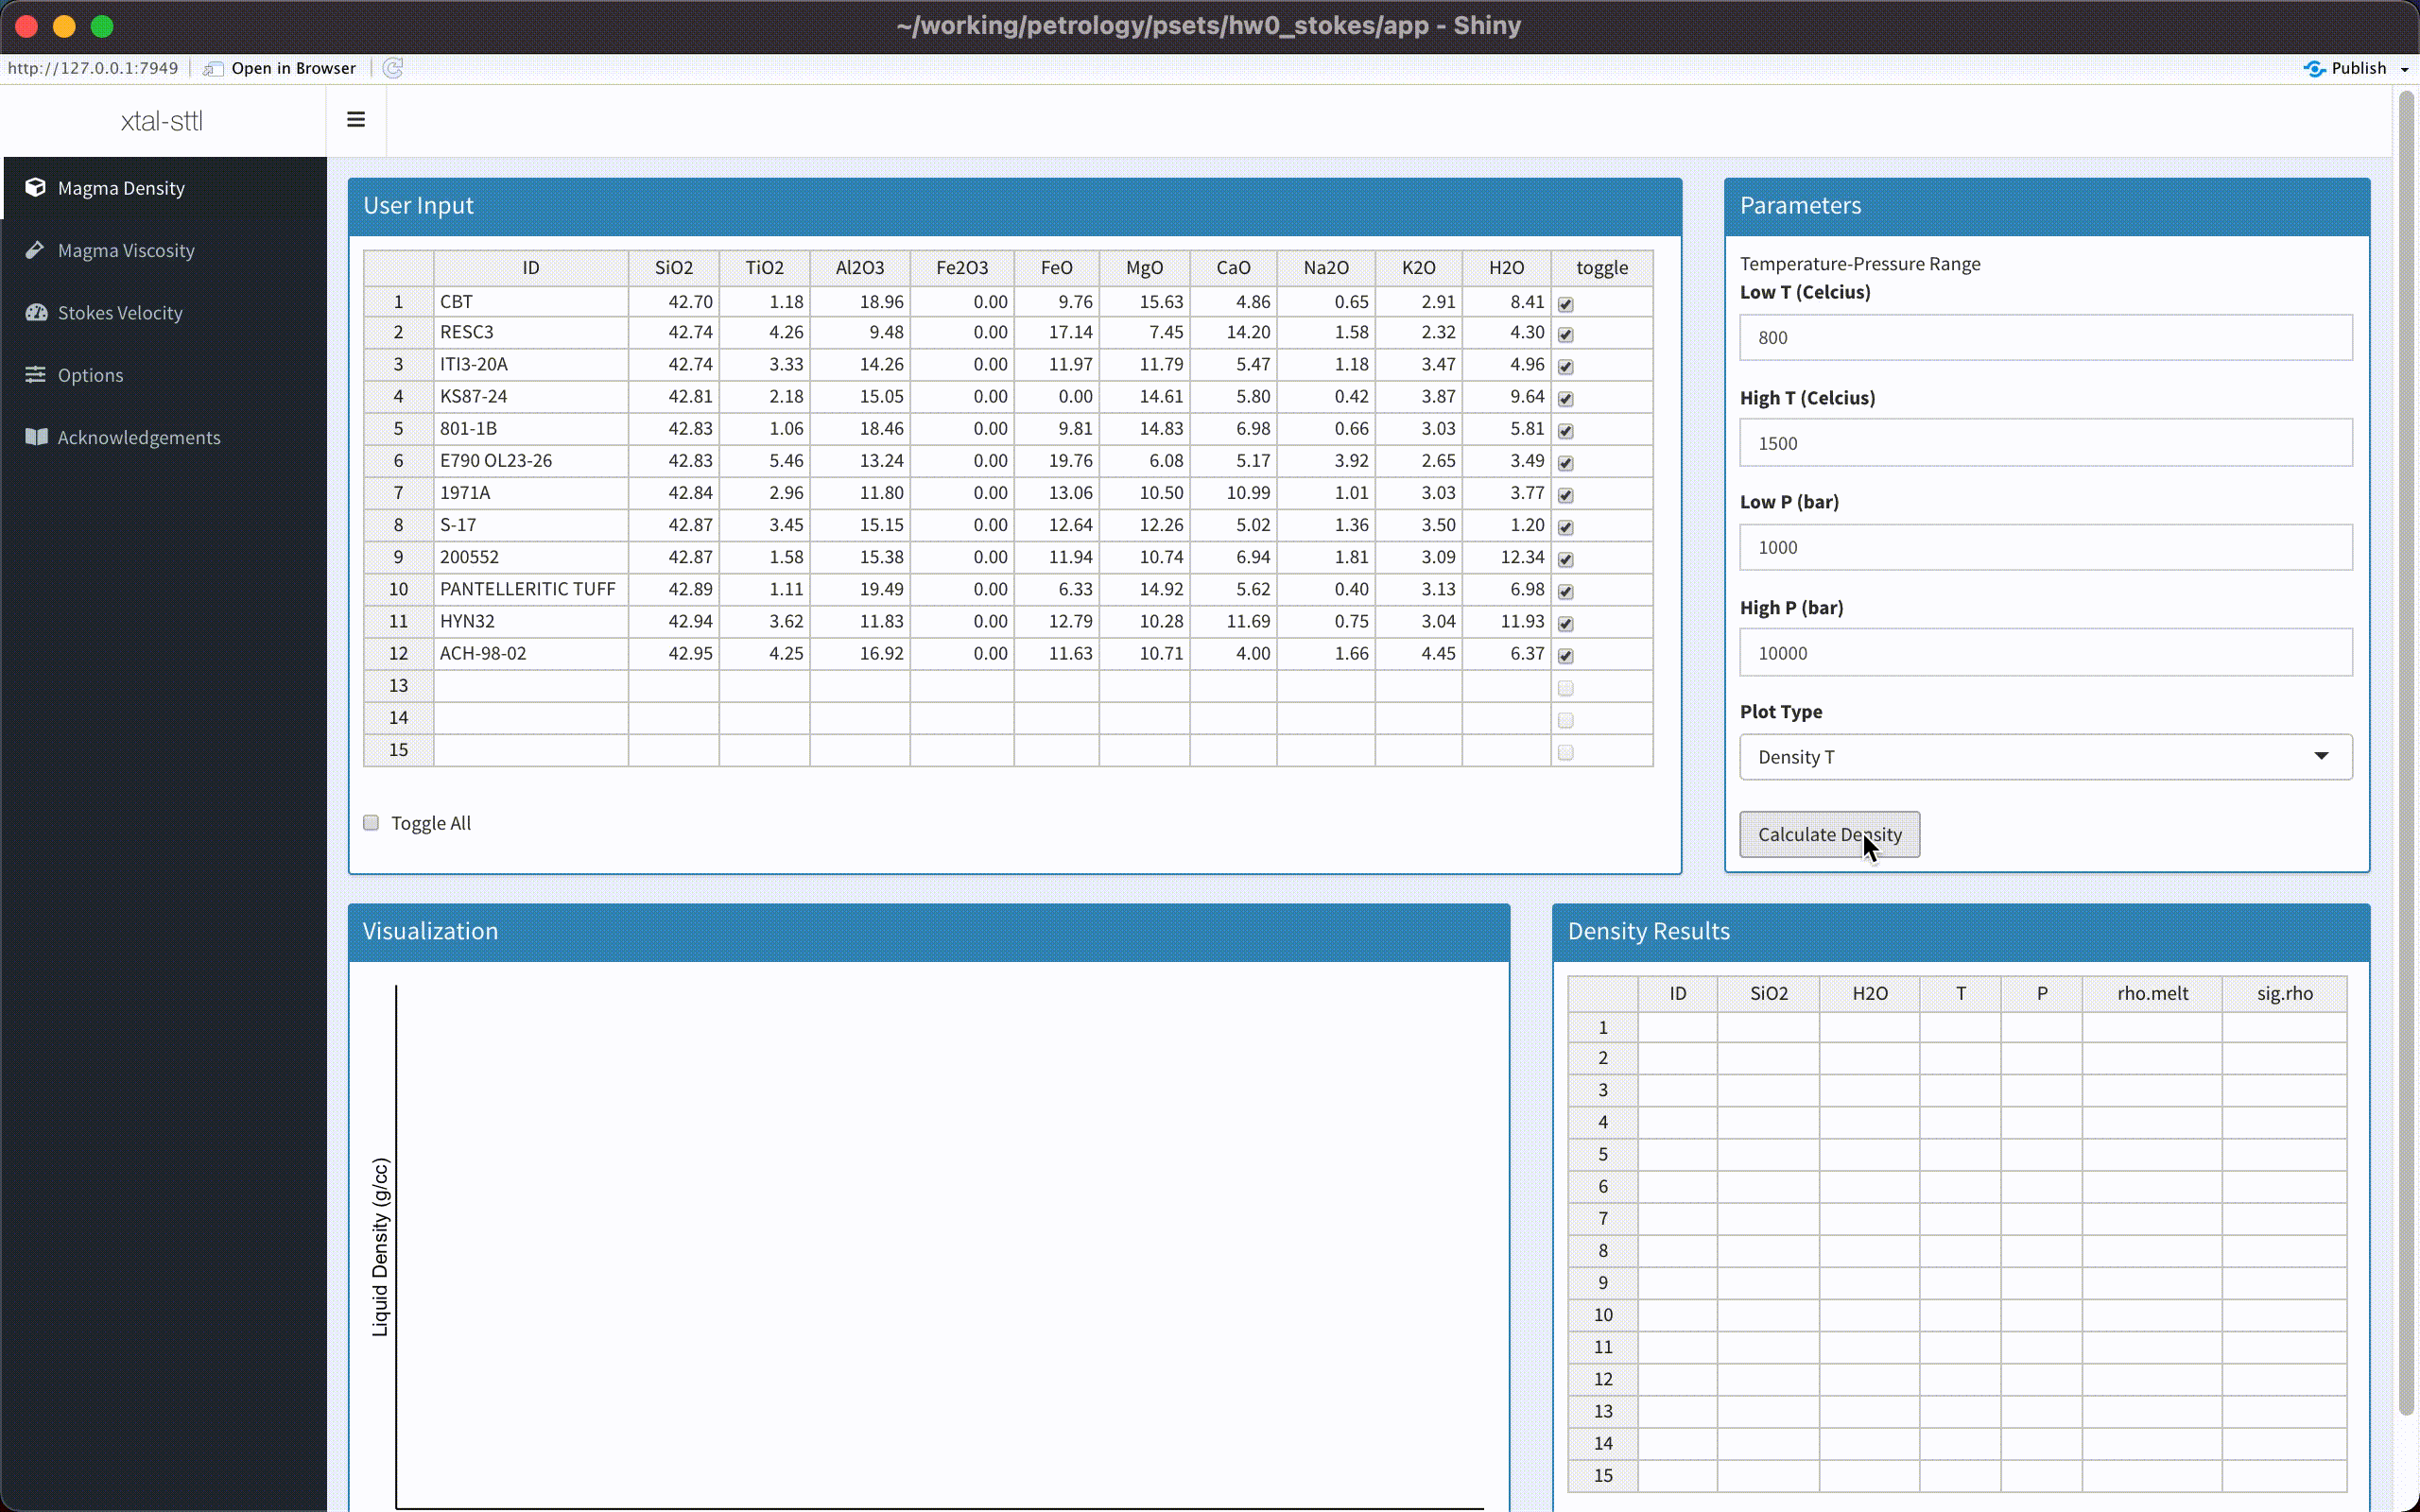 ~/working/petrology/psets/hw0_stokes/app - Shiny
http://127.0.0.1:7949 Open in Browser Publish
xtal-sttl
Magma Density
Magma Viscosity
Stokes Velocity
Options
Acknowledgements
User Input
ID SiO2 TiO2 Al2O3 Fe2O3 FeO MgO CaO Na2O K2O H2O toggle
1 CBT 42.70 1.18 18.96 0.00 9.76 15.63 4.86 0.65 2.91 8.41
2 RESC3 42.74 4.26 9.48 0.00 17.14 7.45 14.20 1.58 2.32 4.30
3 ITI3-20A 42.74 3.33 14.26 0.00 11.97 11.79 5.47 1.18 3.47 4.96
4 KS87-24 42.81 2.18 15.05 0.00 0.00 14.61 5.80 0.42 3.87 9.64
5 801-1B 42.83 1.06 18.46 0.00 9.81 14.83 6.98 0.66 3.03 5.81
6 E790 OL23-26 42.83 5.46 13.24 0.00 19.76 6.08 5.17 3.92 2.65 3.49
7 1971A 42.84 2.96 11.80 0.00 13.06 10.50 10.99 1.01 3.03 3.77
8 S-17 42.87 3.45 15.15 0.00 12.64 12.26 5.02 1.36 3.50 1.20
9 200552 42.87 1.58 15.38 0.00 11.94 10.74 6.94 1.81 3.09 12.34
10 PANTELLERITIC TUFF 42.89 1.11 19.49 0.00 6.33 14.92 5.62 0.40 3.13 6.98
11 HYN32 42.94 3.62 11.83 0.00 12.79 10.28 11.69 0.75 3.04 11.93
12 ACH-98-02 42.95 4.25 16.92 0.00 11.63 10.71 4.00 1.66 4.45 6.37
13
14
15
Toggle All
Parameters
Temperature-Pressure Range
Low T (Celcius)
800
High T (Celcius)
1500
Low P (bar)
1000
High P (bar)
10000
Plot Type
Density T
Calculate Density
Visualization
Liquid Density (g/cc)
Density Results
ID SiO2 H2O T P rho.melt sig.rho
1
2
3
4
5
6
7
8
9
10
11
12
13
14
15